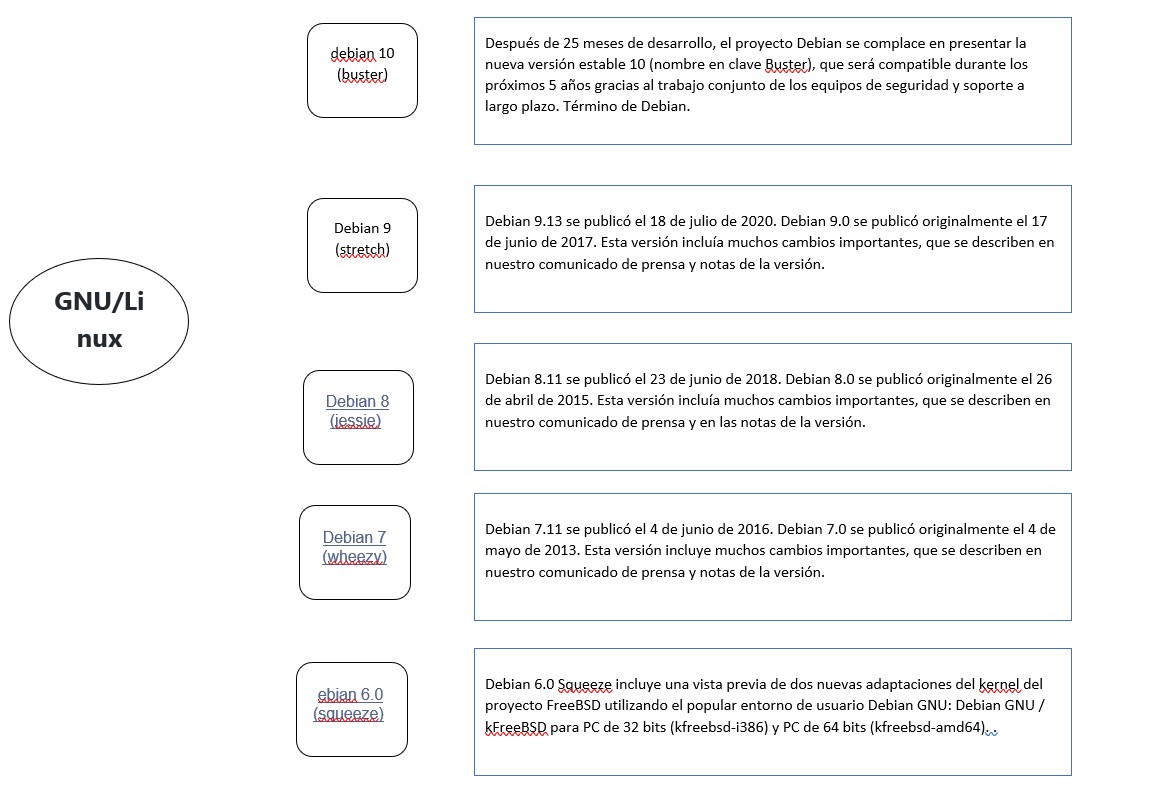 debian 10
(buster)
Después de 25 meses de desarrollo, el proyecto Debian se complace en presentar la
nueva versión estable 10 (nombre en clave Buster), que será compatible durante los
próximos 5 años gracias al trabajo conjunto de los equipos de seguridad y soporte a
largo plazo. Término de Debian.
Debian 9
(stretch)
Debian 9.13 se publicó el 18 de julio de 2020. Debian 9.0 se publicó originalmente el 17
de junio de 2017. Esta versión incluía muchos cambios importantes, que se describen en
nuestro comunicado de prensa y notas de la versión.
GNU/Li
nux
Debian 8
(jessie)
Debian 8.11 se publicó el 23 de junio de 2018. Debian 8.0 se publicó originalmente el 26
de abril de 2015. Esta versión incluía muchos cambios importantes, que se describen en
nuestro comunicado de prensa y en las notas de la versión.
Debian 7
(wheezy)
Debian 7.11 se publicó el 4 de junio de 2016. Debian 7.0 se publicó originalmente el 4 de
mayo de 2013. Esta versión incluye muchos cambios importantes, que se describen en
nuestro comunicado de prensa y notas de la versión.
ebian 6.0
(squeeze)
Debian 6.0 Squeeze incluye una vista previa de dos nuevas adaptaciones del kernel del
proyecto FreeBSD utilizando el popular entorno de usuario Debian GNU: Debian GNU /
kFreeBSD para PC de 32 bits (kfreebsd-i386) y PC de 64 bits (kfreebsd-amd64). .